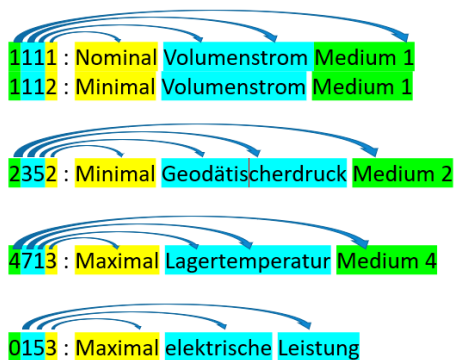 1111 : Nominal Volumenstrom Medium 1
1112 : Minimal Volumenstrom Medium 1
2352 : Minimal Geodätischerdruck Medium 2
4713 : Maximal Lagertemperatur Medium 4
0153 : Maximal elektrische Leistung